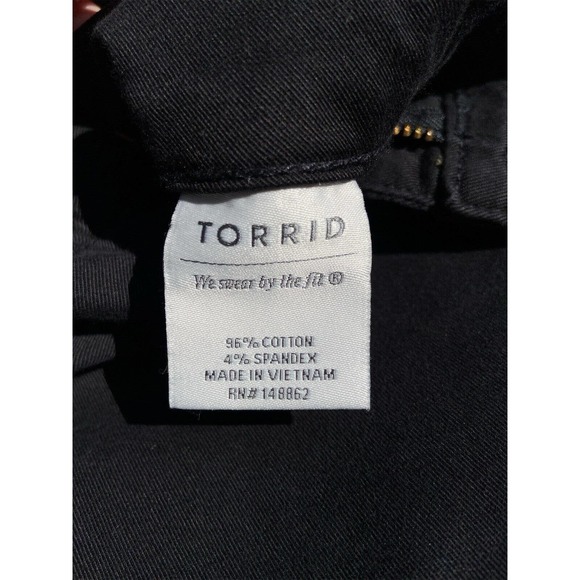 TORRID
We swear by the fit ®
96% COTTON
4% SPANDEX
MADE IN VIETNAM
RN# 148862